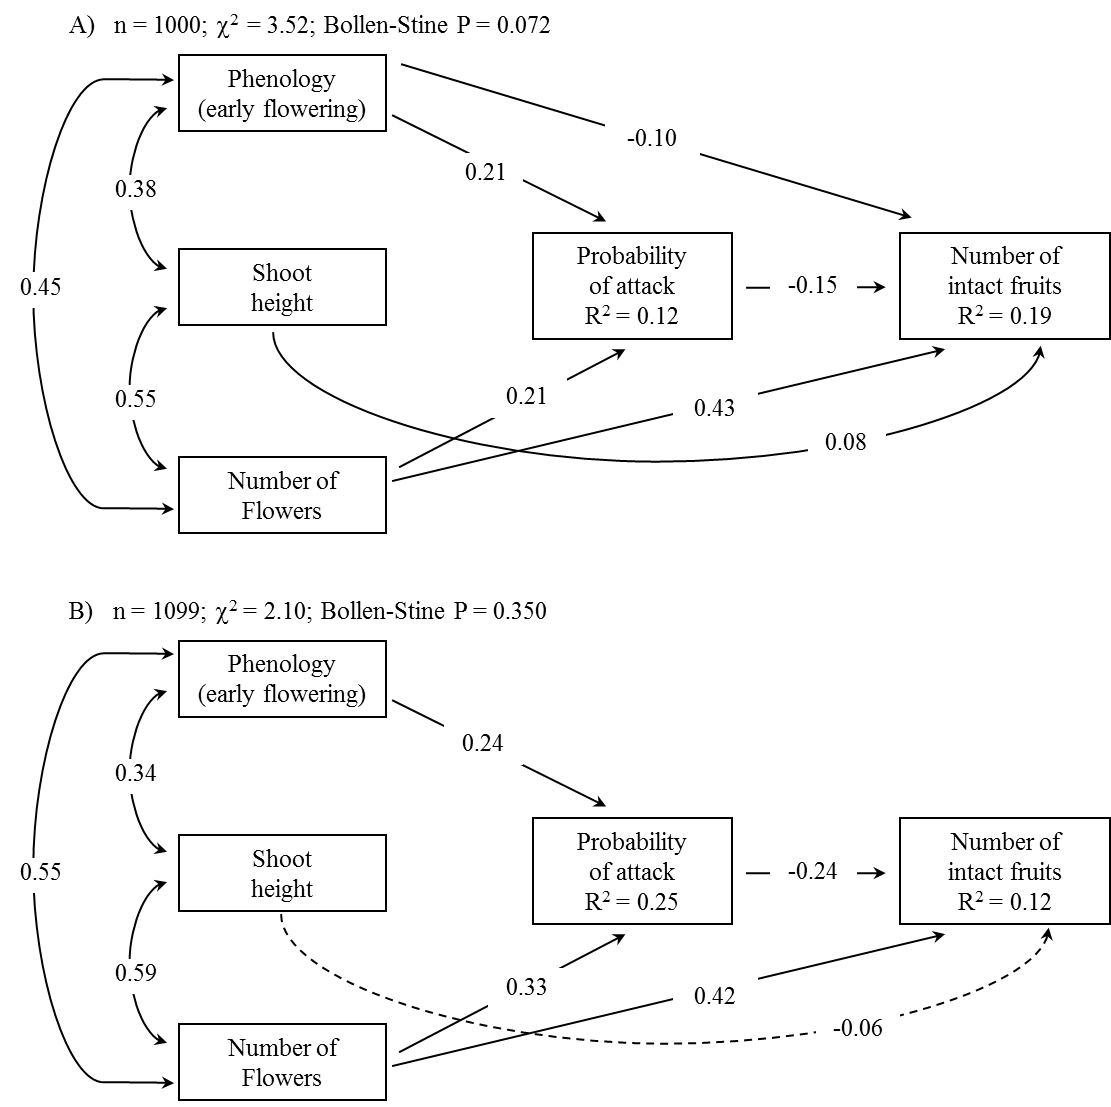 A) n = 1000; χ² = 3.52; Bollen-Stine P = 0.072
Phenology
(early flowering)
-0.10
0.21
0.38
Probability
of attack
R² = 0.12
-0.15
Number of
intact fruits
R² = 0.19
Shoot
height
0.45
0.55
0.21
0.43
0.08
Number of
Flowers
B) n = 1099; χ² = 2.10; Bollen-Stine P = 0.350
Phenology
(early flowering)
0.24
0.34
Probability
of attack
R² = 0.25
-0.24
Number of
intact fruits
R² = 0.12
Shoot
height
0.55
0.59
0.33
0.42
-0.06
Number of
Flowers